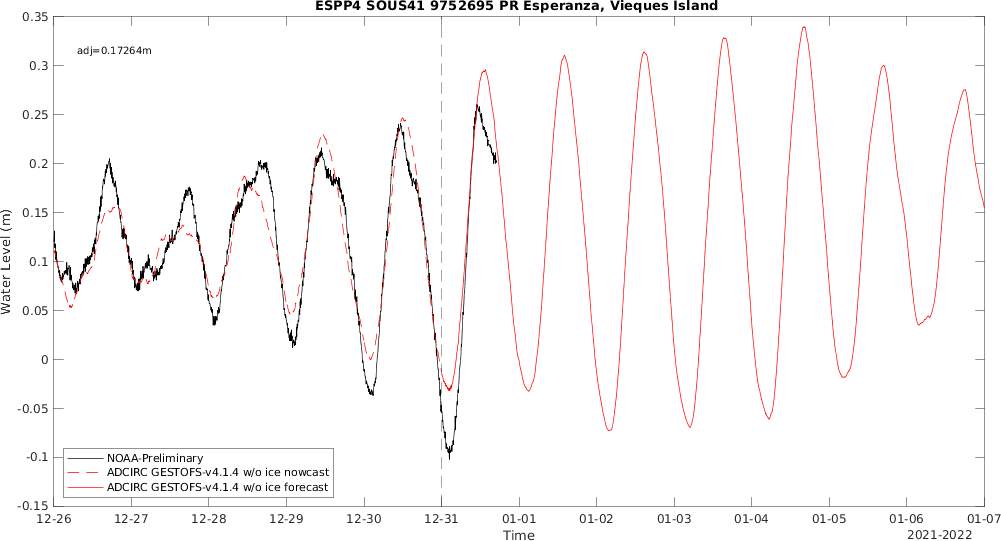 ESPP4 SOUS41 9752695 PR Esperanza, Vieques Island
adj=0.17264m
0.35
0.3
0.25
0.2
0.15
0.1
0.05
0
-0.05
-0.1
-0.15
Water Level (m)
NOAA-Preliminary
ADCIRC GESTOFS-v4.1.4 w/o ice nowcast
ADCIRC GESTOFS-v4.1.4 w/o ice forecast
12-26 12-27 12-28 12-29 12-30 12-31 01-01 01-02 01-03 01-04 01-05 01-06 01-07
Time
2021-2022